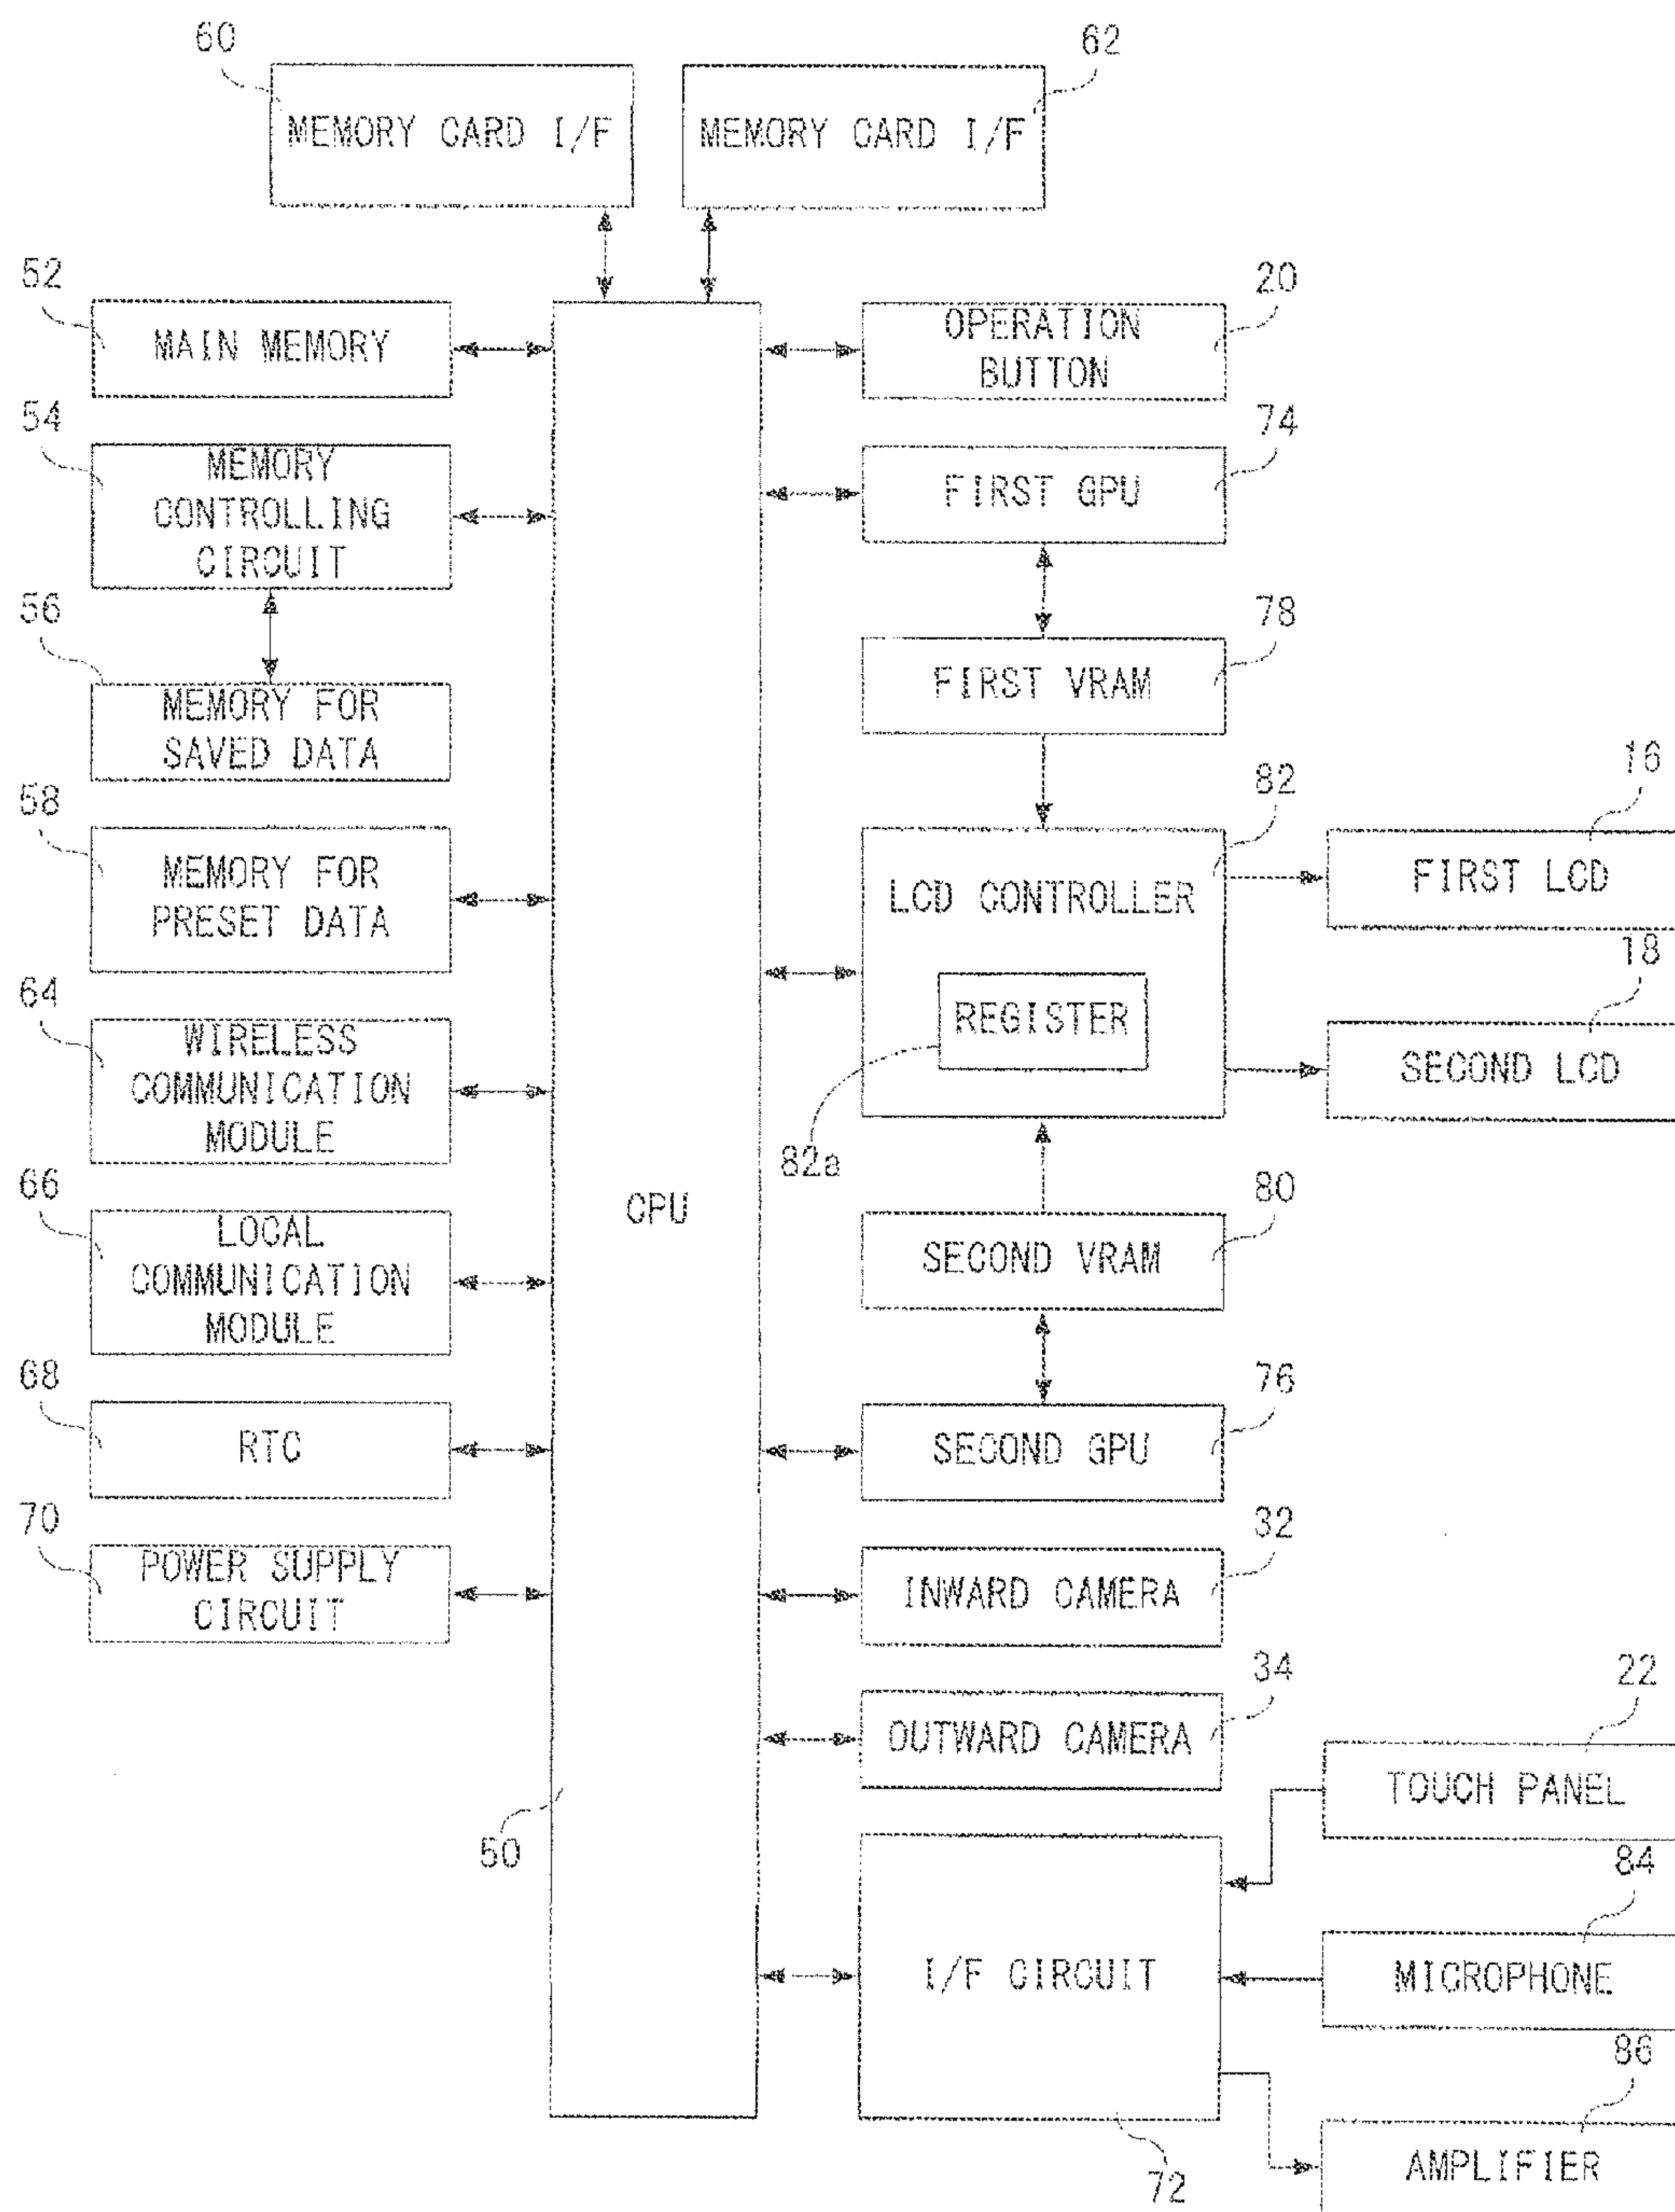 60
62
MEMORY CARD I/F
MEMORY CARD I/F
52
MAIN MEMORY
20
OPERATION
BUTTON
54
MEMORY
CONTROLLING
CIRCUIT
74
FIRST GPU
56
MEMORY FOR
SAVED DATA
78
FIRST VRAM
58
MEMORY FOR
PRESET DATA
82
LCD CONTROLLER
REGISTER
82a
16
FIRST LCD
18
SECOND LCD
64
WIRELESS
COMMUNICATION
MODULE
66
LOCAL
COMMUNICATION
MODULE
CPU
80
SECOND VRAM
68
RTC
76
SECOND GPU
70
POWER SUPPLY
CIRCUIT
32
INWARD CAMERA
34
OUTWARD CAMERA
22
TOUCH PANEL
50
84
I/F CIRCUIT
MICROPHONE
86
72
AMPLIFIER